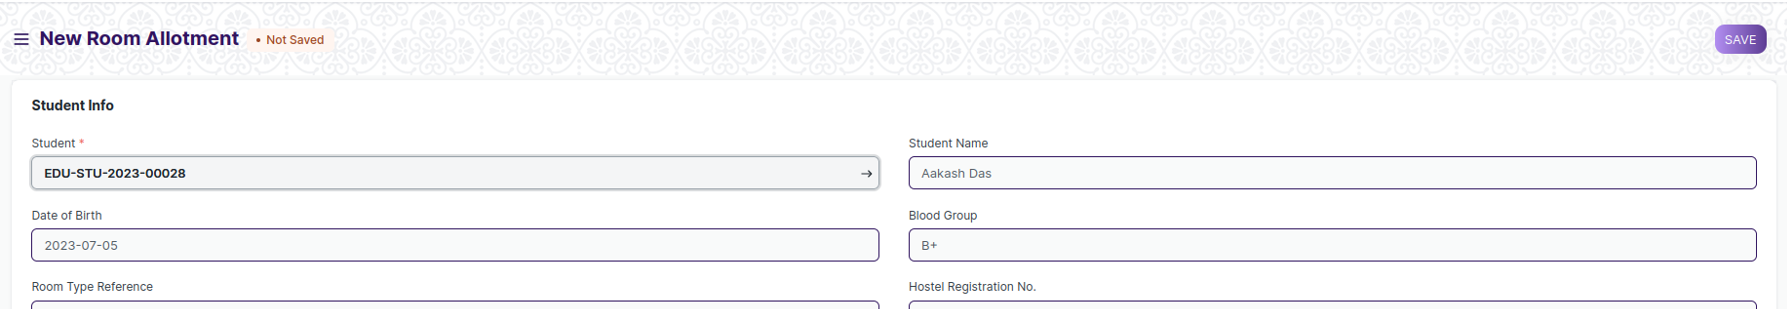 New Room Allotment • Not Saved SAVE
Student Info
Student * Student Name
EDU-STU-2023-00028 → Aakash Das
Date of Birth Blood Group
2023-07-05 B+
Room Type Reference Hostel Registration No.